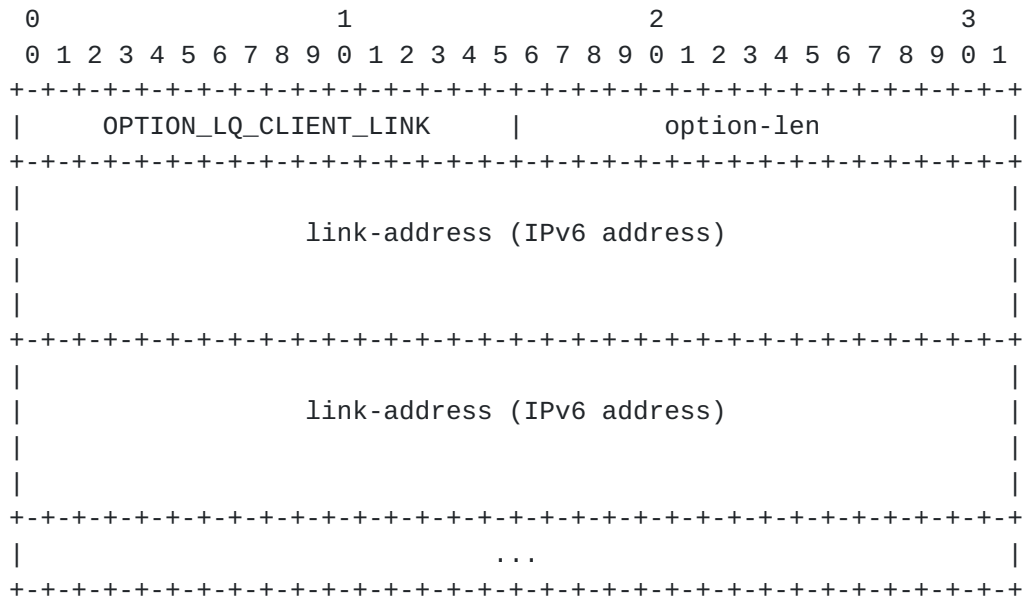 0                   1                   2                   3
 0 1 2 3 4 5 6 7 8 9 0 1 2 3 4 5 6 7 8 9 0 1 2 3 4 5 6 7 8 9 0 1
+-+-+-+-+-+-+-+-+-+-+-+-+-+-+-+-+-+-+-+-+-+-+-+-+-+-+-+-+-+-+-+-+
|     OPTION_LQ_CLIENT_LINK     |         option-len            |
+-+-+-+-+-+-+-+-+-+-+-+-+-+-+-+-+-+-+-+-+-+-+-+-+-+-+-+-+-+-+-+-+
|                                                               |
|                  link-address (IPv6 address)                  |
|                                                               |
|                                                               |
+-+-+-+-+-+-+-+-+-+-+-+-+-+-+-+-+-+-+-+-+-+-+-+-+-+-+-+-+-+-+-+-+
|                                                               |
|                  link-address (IPv6 address)                  |
|                                                               |
|                                                               |
+-+-+-+-+-+-+-+-+-+-+-+-+-+-+-+-+-+-+-+-+-+-+-+-+-+-+-+-+-+-+-+-+
|                              ...                              |
+-+-+-+-+-+-+-+-+-+-+-+-+-+-+-+-+-+-+-+-+-+-+-+-+-+-+-+-+-+-+-+-+